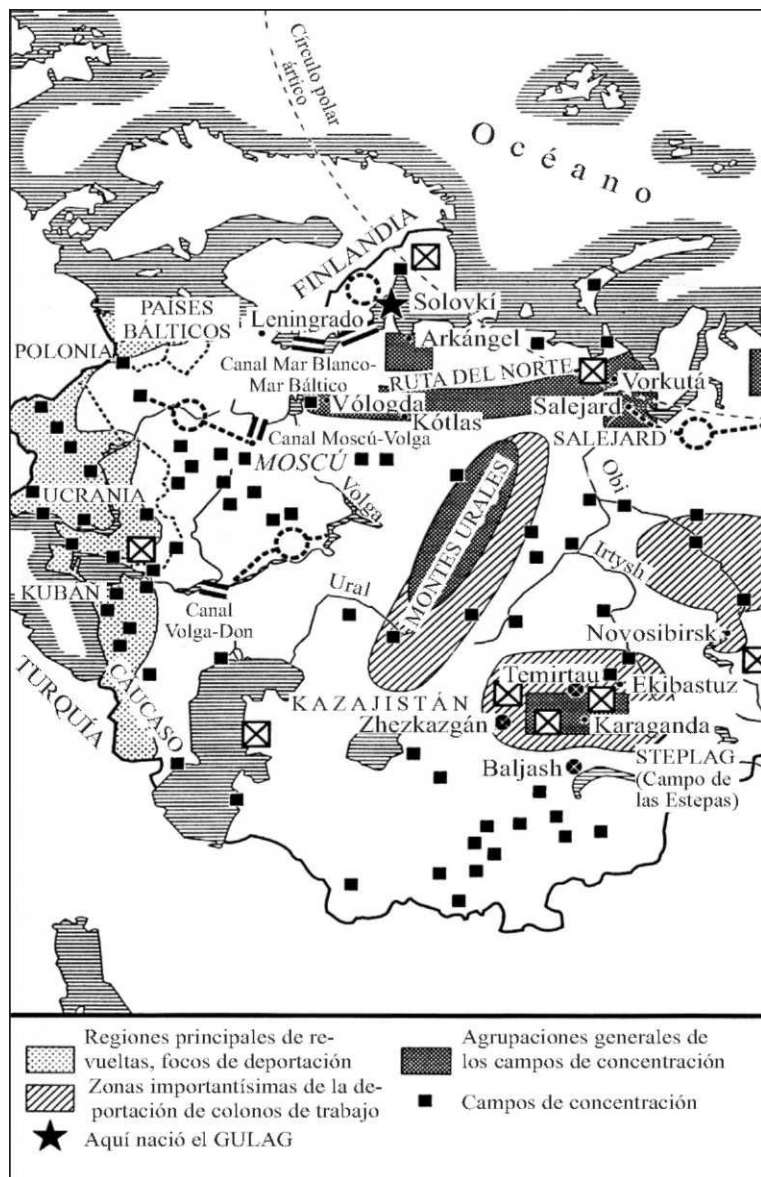 Círculo polar
ártico
Océano
FINLANDIA
Solovkí
PAÍSES
BÁLTICOS
Leningrado
Arkángel
POLONIA
Canal Mar Blanco-
Mar Báltico
RUTA DEL NORTE
Vorkutá
Vólogda
Salejard
Kótlas
SALEJARD
Canal Moscú-Volga
MOSCÚ
Obi
UCRANIA
Volga
MONTES URALES
Irtysh
KUBÁN
Ural
Canal
Volga-Don
Novosibirsk
TURQUÍA
CÁUCASO
Temirtau
Ekibastuz
KAZAJISTÁN
Zhezkazgán
Karaganda
Baljash
STEPLAG
(Campo de
las Estepas)
Regiones principales de re-
vueltas, focos de deportación
Zonas importantísimas de la de-
portación de colonos de trabajo
Aquí nació el GULAG
Agrupaciones generales de
los campos de concentración
Campos de concentración